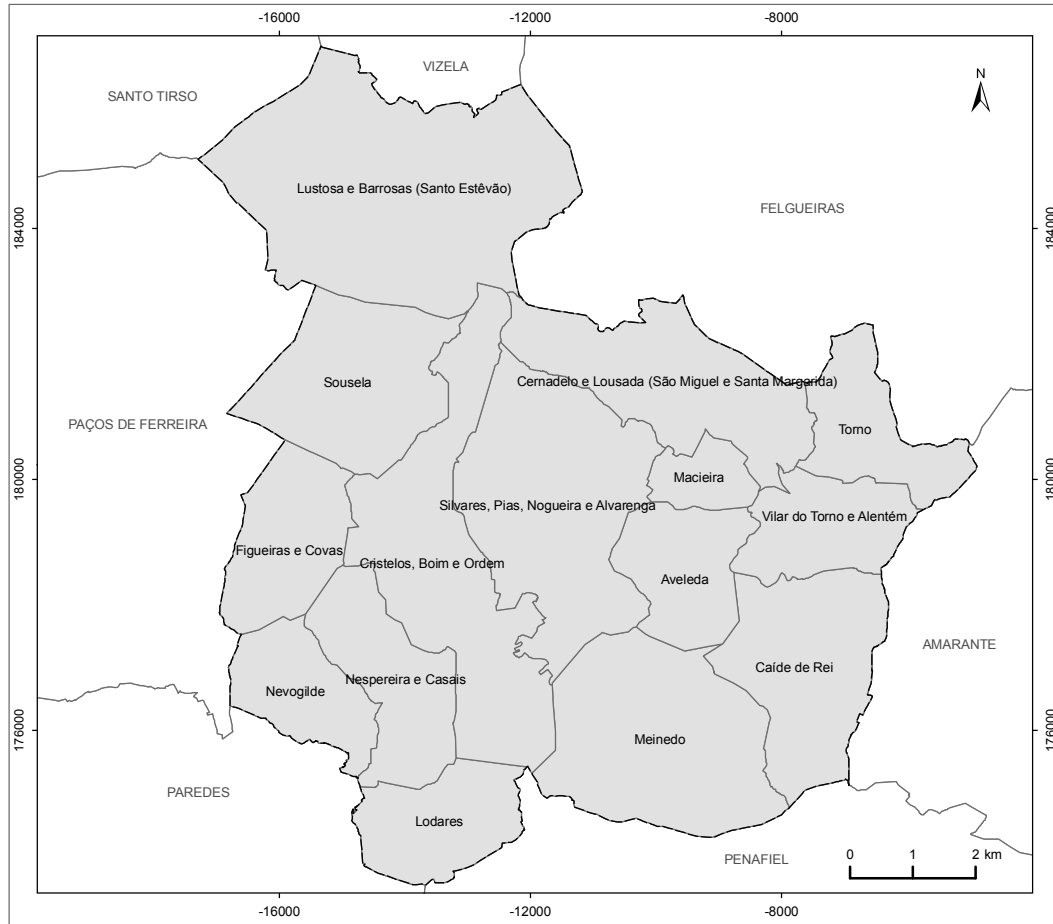 -16000
-12000
-8000
VIZELA
SANTO TIRSO
N
Lustosa e Barrosas (Santo Estêvão)
FELGUEIRAS
184000
184000
Sousela
Cernadelo e Lousada (São Miguel e Santa Margarida)
PAÇOS DE FERREIRA
Torno
Macieira
180000
180000
Silvares, Pias, Nogueira e Alvarenga
Vilar do Torno e Alentém
Figueiras e Covas
Cristelos, Boim e Ordem
Aveleda
AMARANTE
Caíde de Rei
Nespereira e Casais
Nevogilde
176000
176000
Meinedo
PAREDES
Lodares
PENAFIEL
0 1 2 km
-16000
-12000
-8000